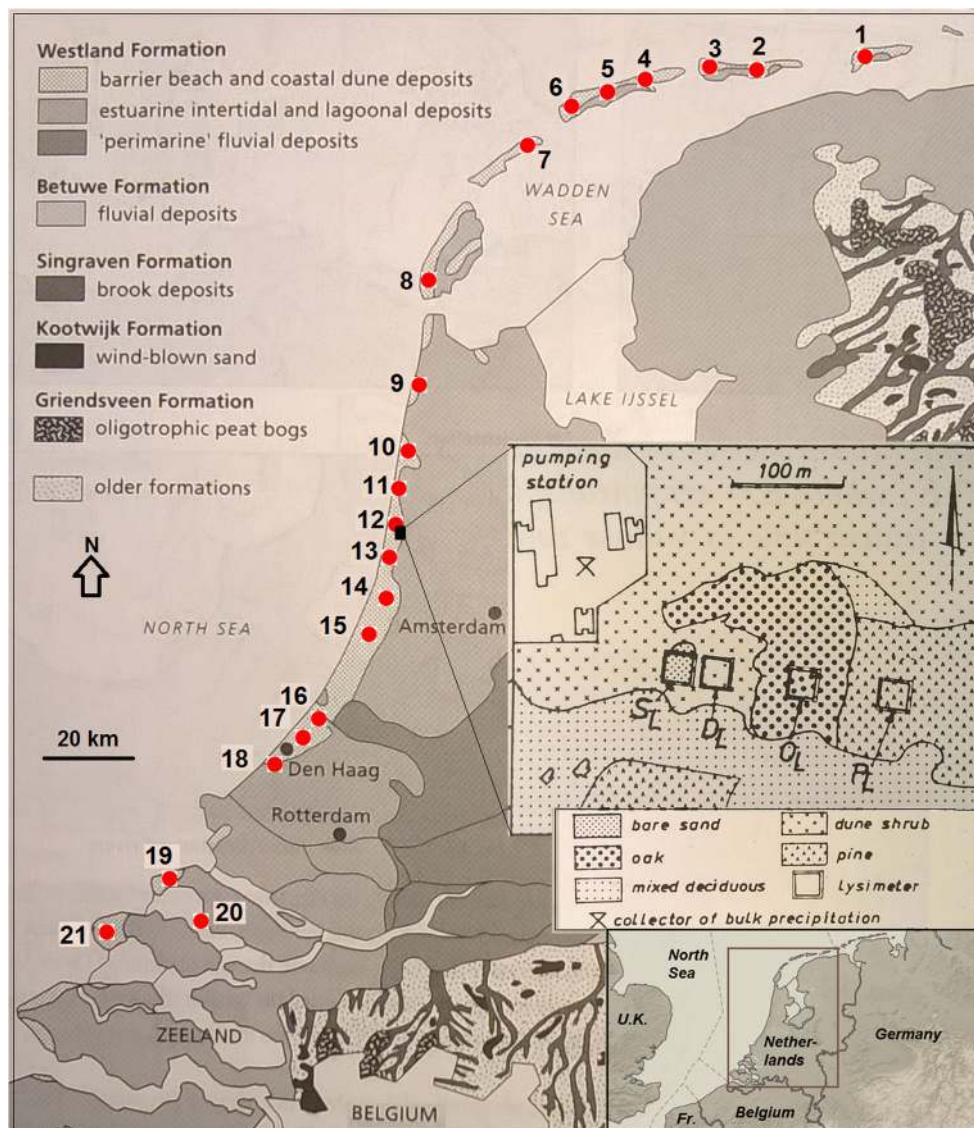 Westland Formation
barrier beach and coastal dune deposits
estuarine intertidal and lagoonal deposits
'perimarine' fluvial deposits
Betuwe Formation
fluvial deposits
Singraven Formation
brook deposits
Kootwijk Formation
wind-blown sand
Griendsveen Formation
oligotrophic peat bogs
older formations
N
NORTH SEA
20 km
1
2
3
4
5
6
7
WADDEN
SEA
8
9
LAKE IJSSEL
10
11
12
13
14
15
Amsterdam
16
17
18
Den Haag
Rotterdam
19
20
21
ZEELAND
BELGIUM
pumping
station
100 m
SL
DL
OL
PL
bare sand
dune shrub
oak
pine
mixed deciduous
lysimeter
collector of bulk precipitation
North
Sea
U.K.
Nether-
lands
Germany
Fr.
Belgium